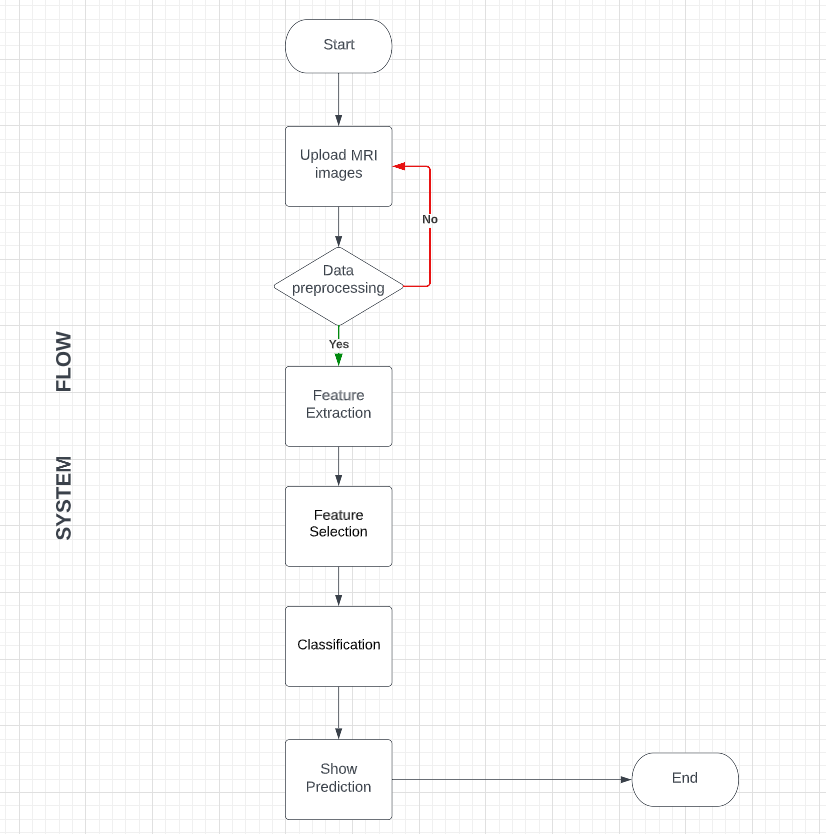 Start
Upload MRI
images
No
Data
preprocessing
Yes
Feature
Extraction
Feature
Selection
Classification
Show
Prediction
End
SYSTEM FLOW